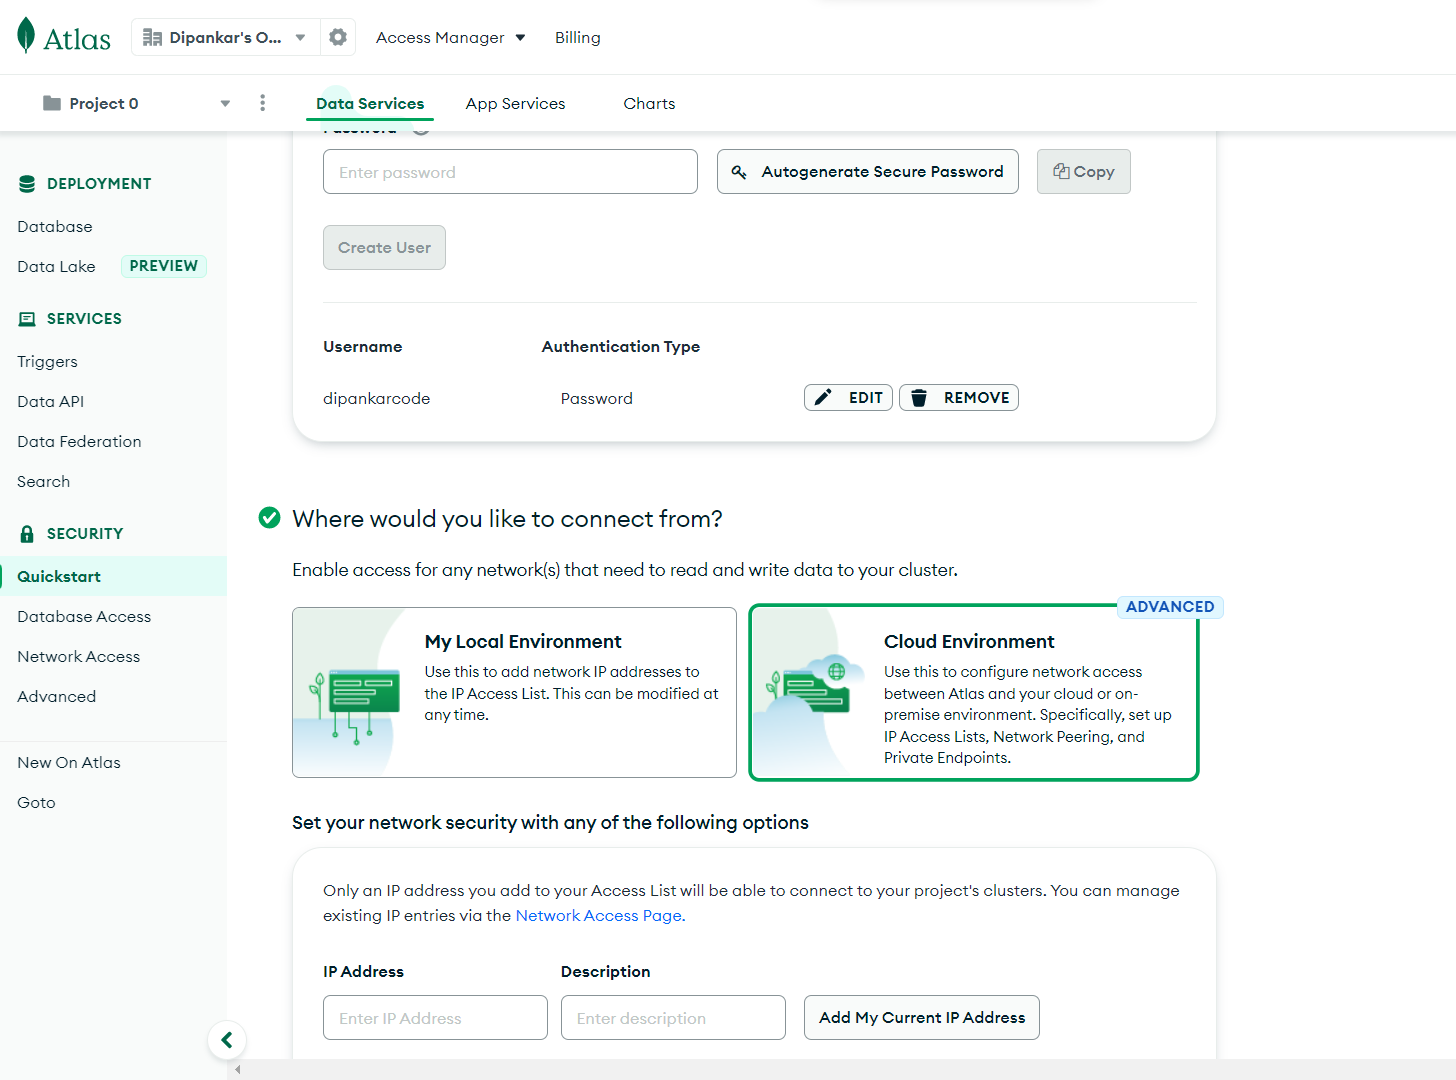 Atlas
Dipankar's O...
Access Manager
Billing
Project 0
Data Services
App Services
Charts
DEPLOYMENT
Database
Data Lake PREVIEW
SERVICES
Triggers
Data API
Data Federation
Search
SECURITY
Quickstart
Database Access
Network Access
Advanced
New On Atlas
Goto
Password
Enter password
Autogenerate Secure Password
Copy
Create User
Username Authentication Type
dipankarcode Password EDIT REMOVE
Where would you like to connect from?
Enable access for any network(s) that need to read and write data to your cluster.
My Local Environment
Use this to add network IP addresses to
the IP Access List. This can be modified at
any time.
ADVANCED
Cloud Environment
Use this to configure network access
between Atlas and your cloud or on-
premise environment. Specifically, set up
IP Access Lists, Network Peering, and
Private Endpoints.
Set your network security with any of the following options
Only an IP address you add to your Access List will be able to connect to your project's clusters. You can manage
existing IP entries via the Network Access Page.
IP Address Description
Enter IP Address Enter description Add My Current IP Address